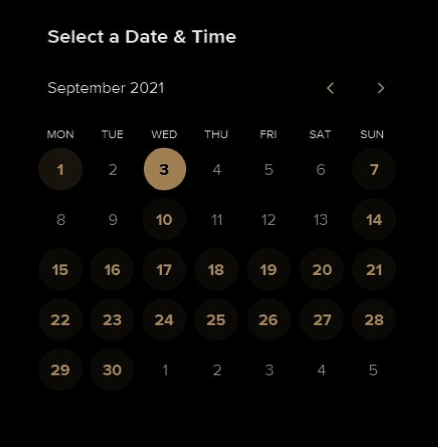 Select a Date & Time
September 2021
MON TUE WED THU FRI SAT SUN
1 2 3 4 5 6 7
8 9 10 11 12 13 14
15 16 17 18 19 20 21
22 23 24 25 26 27 28
29 30 1 2 3 4 5